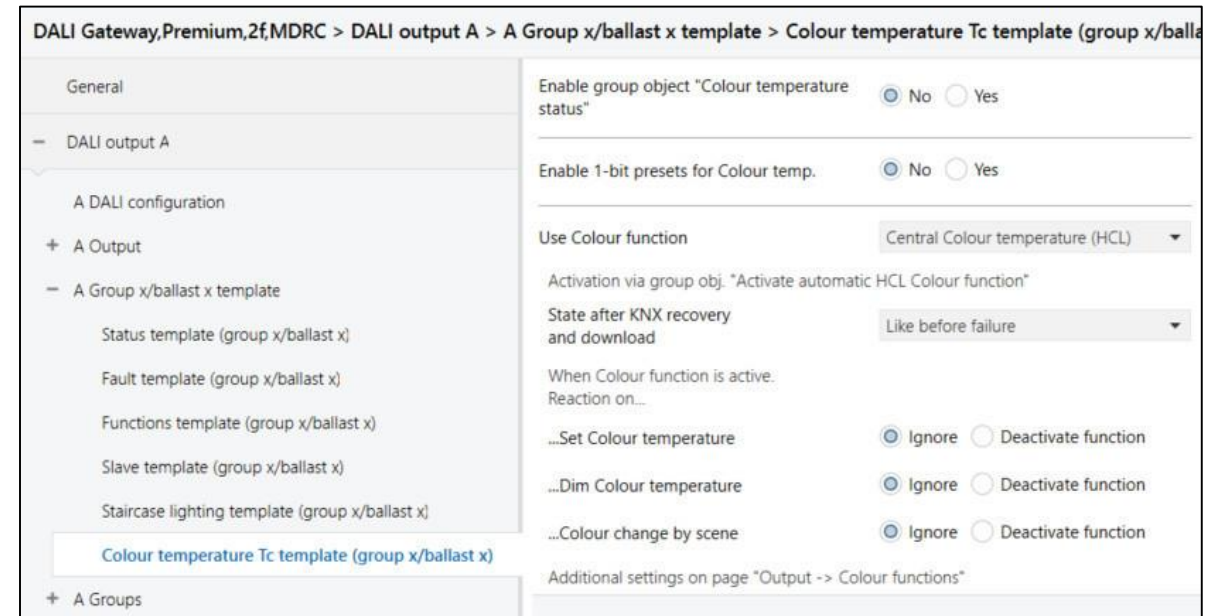 DALI Gateway,Premium,2f,MDRC > DALI output A > A Group x/ballast x template > Colour temperature Tc template (group x/balla
General
− DALI output A
A DALI configuration
+ A Output
− A Group x/ballast x template
Status template (group x/ballast x)
Fault template (group x/ballast x)
Functions template (group x/ballast x)
Slave template (group x/ballast x)
Staircase lighting template (group x/ballast x)
Colour temperature Tc template (group x/ballast x)
+ A Groups
Enable group object "Colour temperature
status"
No Yes
Enable 1-bit presets for Colour temp.
No Yes
Use Colour function
Central Colour temperature (HCL)
Activation via group obj. "Activate automatic HCL Colour function"
State after KNX recovery
and download
Like before failure
When Colour function is active.
Reaction on...
...Set Colour temperature
Ignore Deactivate function
...Dim Colour temperature
Ignore Deactivate function
...Colour change by scene
Ignore Deactivate function
Additional settings on page "Output -> Colour functions"